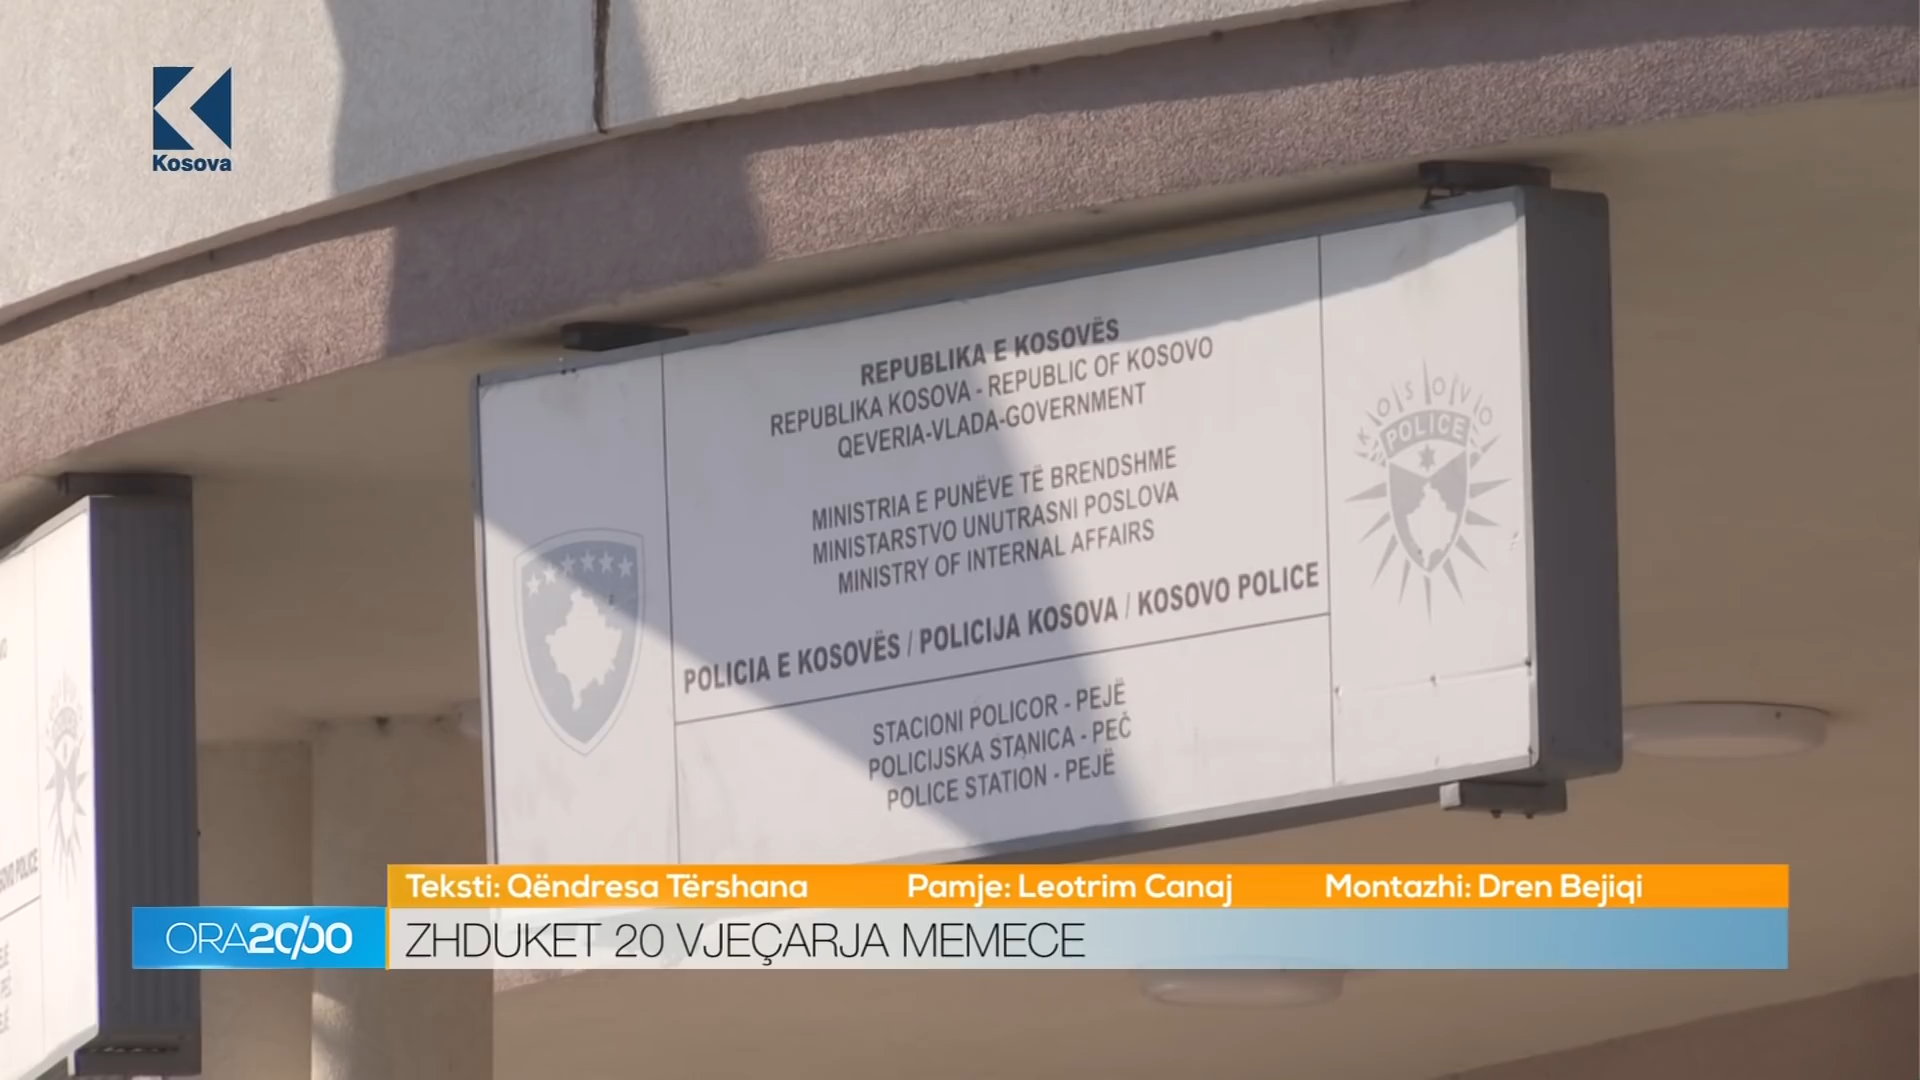 Kosova
REPUBLIKA E KOSOVËS
REPUBLIKA KOSOVA - REPUBLIC OF KOSOVO
QEVERIA-VLADA-GOVERNMENT
MINISTRIA E PUNËVE TË BRENDSHME
MINISTARSTVO UNUTRASNI POSLOVA
MINISTRY OF INTERNAL AFFAIRS
POLICIA E KOSOVËS / POLICIJA KOSOVA / KOSOVO POLICE
STACIONI POLICOR - PEJË
POLICIJSKA STANICA - PEČ
POLICE STATION - PEJË
KOSOVO
POLICE
POLICE
Teksti: Qëndresa Tërshana Pamje: Leotrim Canaj Montazhi: Dren Bejiqi
ORA20:00 ZHDUKET 20 VJEÇARJA MEMECE